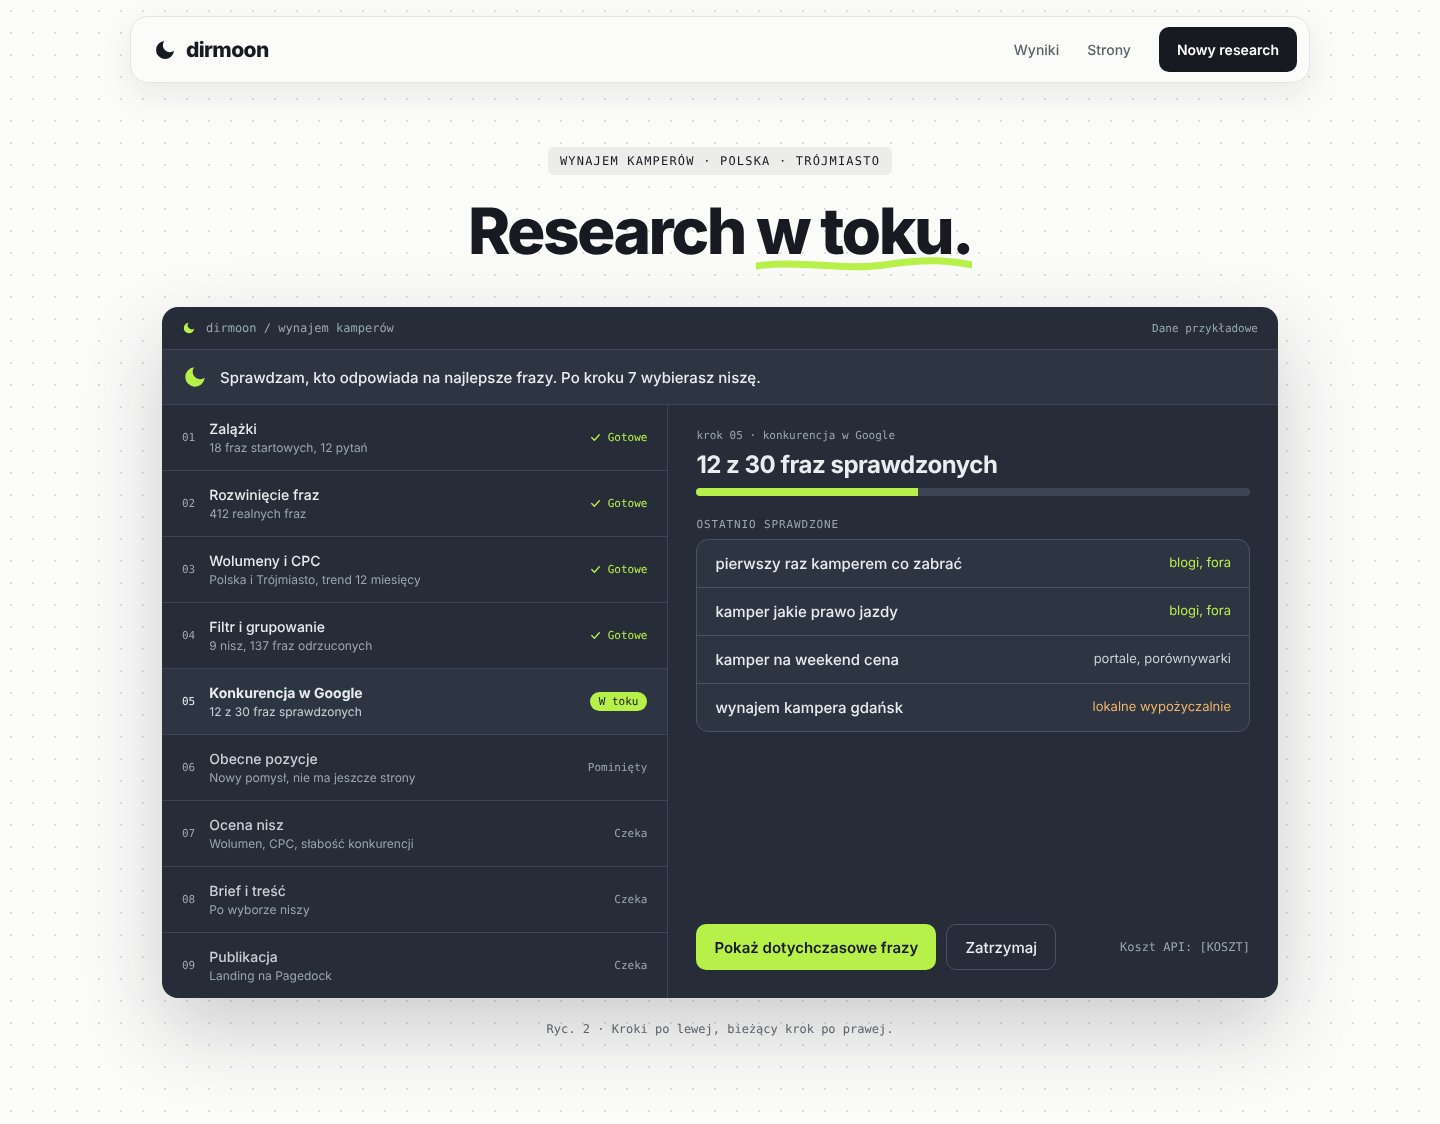 dirmoon
Wyniki
Strony
Nowy research
WYNAJEM KAMPERÓW · POLSKA · TRÓJMIASTO
Research w toku.
dirmoon / wynajem kamperów
Dane przykładowe
Sprawdzam, kto odpowiada na najlepsze frazy. Po kroku 7 wybierasz niszę.
01
Zalążki
18 fraz startowych, 12 pytań
Gotowe
02
Rozwinięcie fraz
412 realnych fraz
Gotowe
03
Wolumeny i CPC
Polska i Trójmiasto, trend 12 miesięcy
Gotowe
04
Filtr i grupowanie
9 nisz, 137 fraz odrzuconych
Gotowe
05
Konkurencja w Google
12 z 30 fraz sprawdzonych
W toku
06
Obecne pozycje
Nowy pomysł, nie ma jeszcze strony
Pominięty
07
Ocena nisz
Wolumen, CPC, słabość konkurencji
Czeka
08
Brief i treść
Po wyborze niszy
Czeka
09
Publikacja
Landing na Pagedock
Czeka
krok 05 · konkurencja w Google
12 z 30 fraz sprawdzonych
OSTATNIO SPRAWDZONE
pierwszy raz kamperem co zabrać
blogi, fora
kamper jakie prawo jazdy
blogi, fora
kamper na weekend cena
portale, porównywarki
wynajem kampera gdańsk
lokalne wypożyczalnie
Pokaż dotychczasowe frazy
Zatrzymaj
Koszt API: [KOSZT]
Ryc. 2 · Kroki po lewej, bieżący krok po prawej.